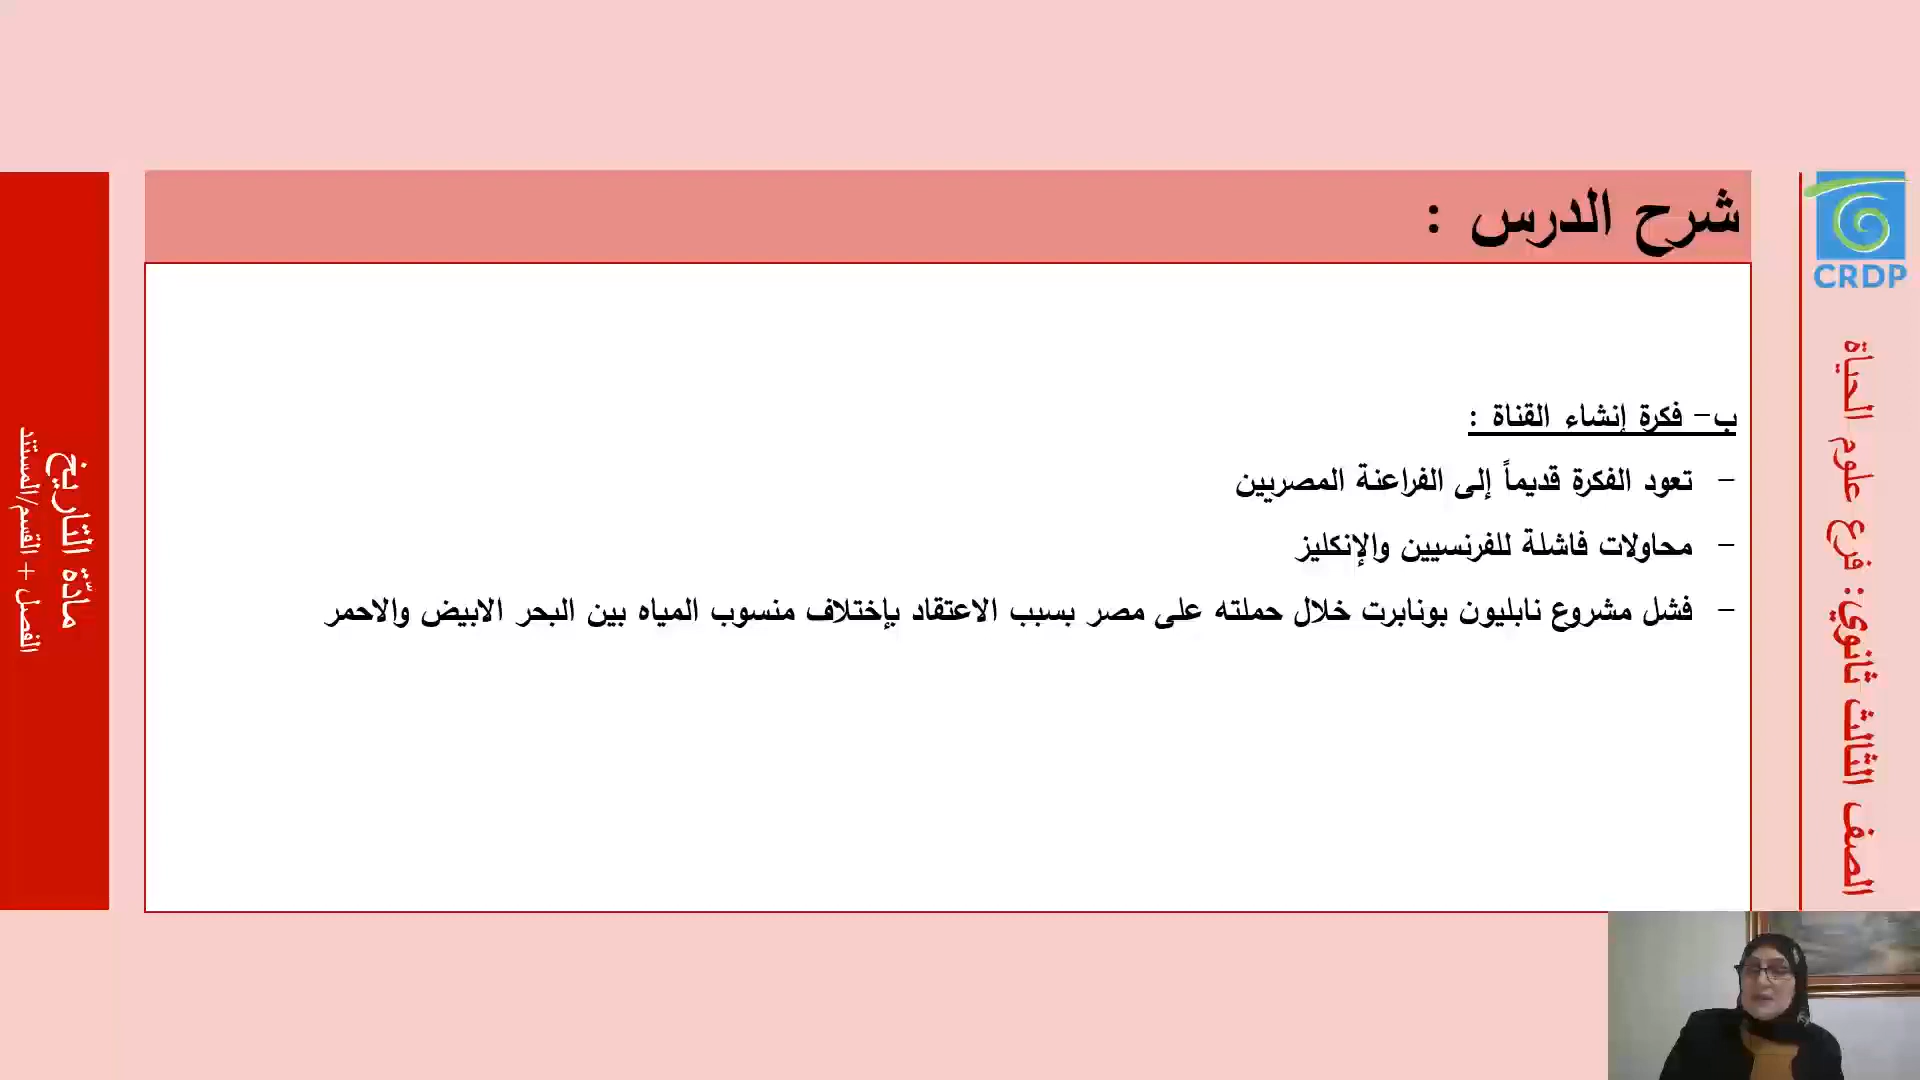 شرح الدرس :
ب- فكرة إنشاء القناة :
- تعود الفكرة قديماً إلى الفراعنة المصريين
- محاولات فاشلة للفرنسيين والإنكليز
- فشل مشروع نابليون بونابرت خلال حملته على مصر بسبب الاعتقاد بإختلاف منسوب المياه بين البحر الابيض والاحمر
CRDP
الصف الثالث ثانوي: فرع علوم الحياة
مادّة التاريخ
الفصل + القسم/المستند